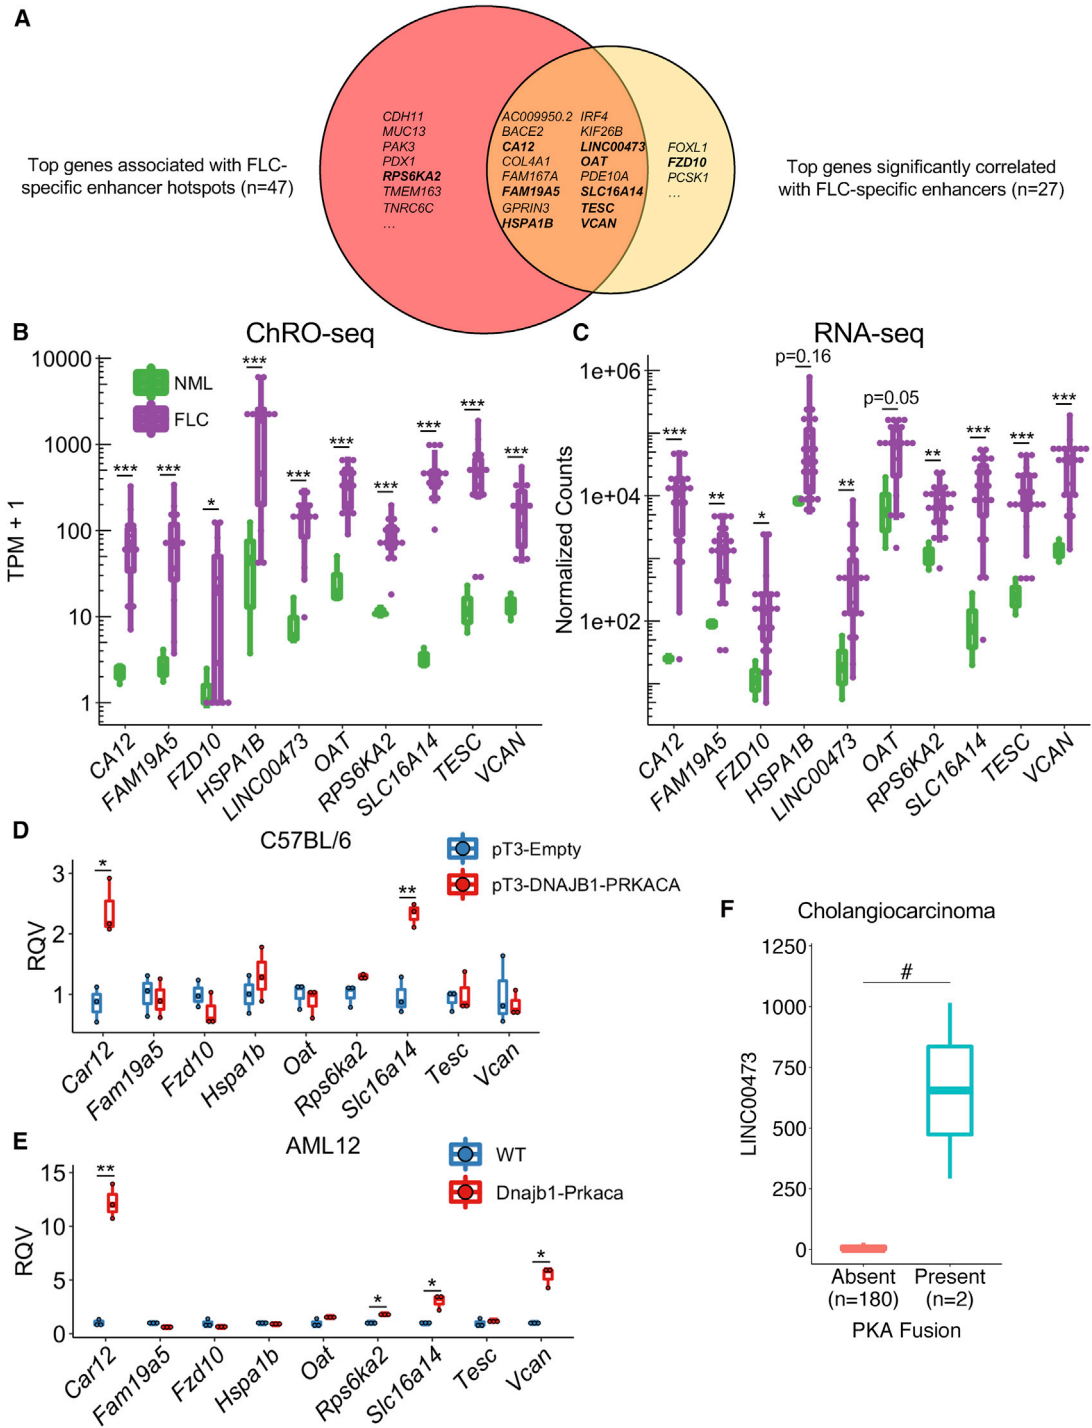 A
Top genes associated with FLC-
specific enhancer hotspots (n=47)
CDH11
MUC13
PAK3
PDX1
RPS6KA2
TMEM163
TNRC6C
...
AC009950.2 IRF4
BACE2 KIF26B
CA12 LINC00473
COL4A1 OAT
FAM167A PDE10A
FAM19A5 SLC16A14
GPRIN3 TESC
HSPA1B VCAN
FOXL1
FZD10
PCSK1
...
Top genes significantly correlated
with FLC-specific enhancers (n=27)
B
ChRO-seq
NML
FLC
TPM + 1
10000
1000
100
10
1
*** *** * *** *** *** *** *** *** ***
CA12 FAM19A5 FZD10 HSPA1B LINC00473 OAT RPS6KA2 SLC16A14 TESC VCAN
C
RNA-seq
Normalized Counts
1e+06
1e+04
1e+02
*** ** * p=0.16 ** p=0.05 ** *** *** ***
CA12 FAM19A5 FZD10 HSPA1B LINC00473 OAT RPS6KA2 SLC16A14 TESC VCAN
D
C57BL/6
pT3-Empty
pT3-DNAJB1-PRKACA
RQV
3
2
1
* **
Car12 Fam19a5 Fzd10 Hspa1b Oat Rps6ka2 Slc16a14 Tesc Vcan
E
AML12
WT
Dnajb1-Prkaca
RQV
15
10
5
0
** * * *
Car12 Fam19a5 Fzd10 Hspa1b Oat Rps6ka2 Slc16a14 Tesc Vcan
F
Cholangiocarcinoma
LINC00473
1250
1000
750
500
250
0
#
Absent Present
(n=180) (n=2)
PKA Fusion